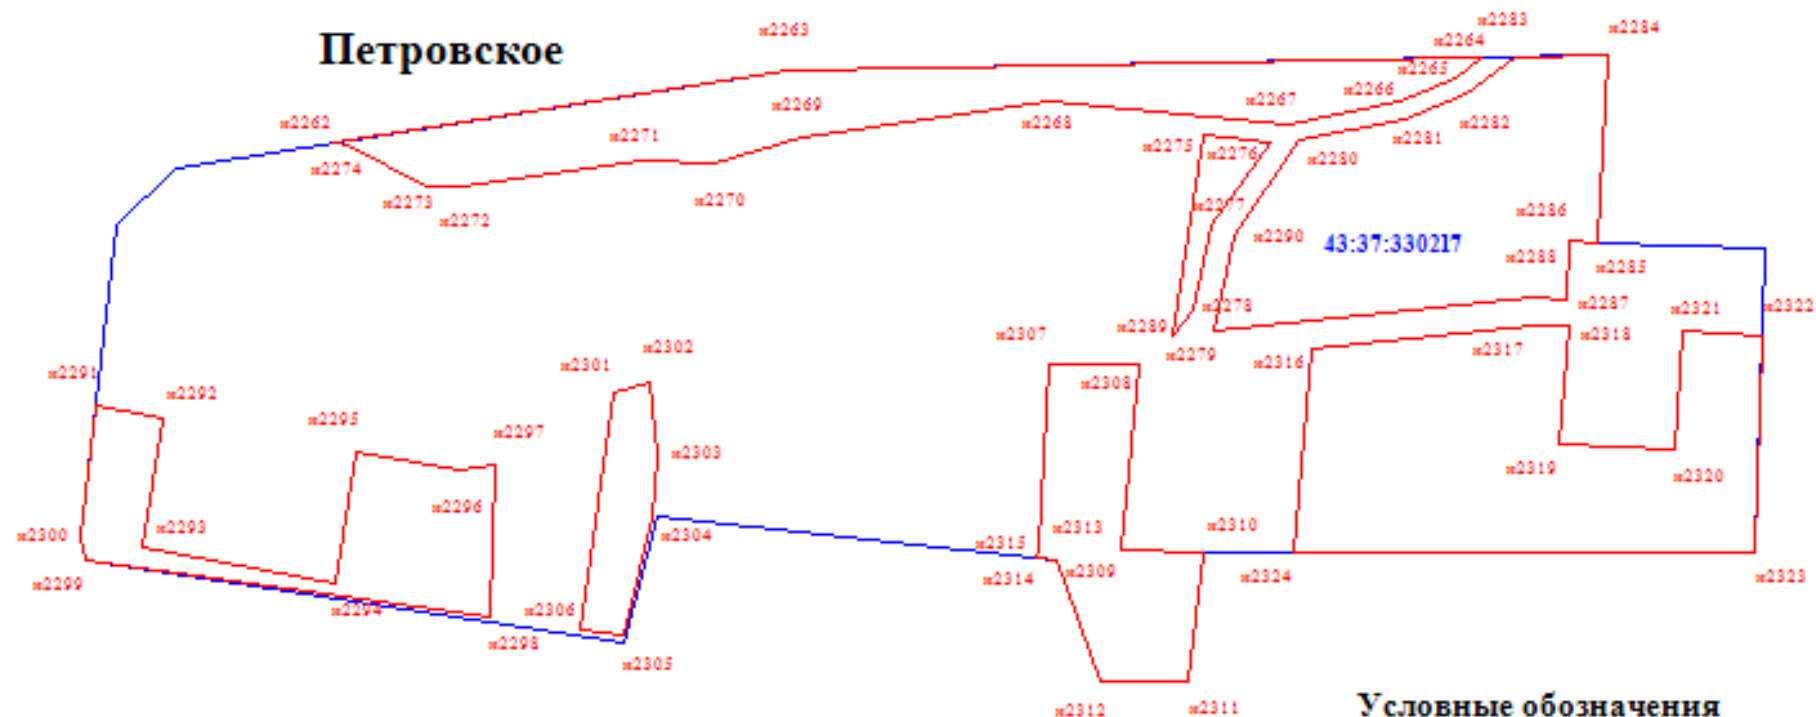 Петровское
н2263
н2283
н2284
н2264
н2265
н2266
н2267
н2269
н2268
н2262
н2271
н2274
н2273
н2272
н2270
н2275
н2276
н2282
н2281
н2280
н2277
н2290
43:37:330217
н2286
н2288
н2285
н2278
н2289
н2279
н2287
н2321
н2322
н2318
н2317
н2316
н2307
н2308
н2302
н2301
н2291
н2292
н2295
н2297
н2303
н2296
н2319
н2320
н2300
н2293
н2304
н2315
н2313
н2310
н2299
н2294
н2306
н2298
н2305
н2314
н2309
н2324
н2323
н2312
н2311
Условные обозначения